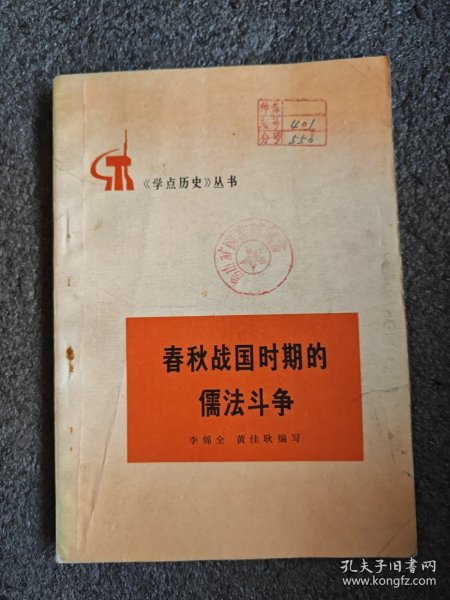 401
550
《学点历史》丛书
春秋战国时期的
儒法斗争
李锦全 黄佳耿编写
孔夫子旧书网
www.kongfz.com